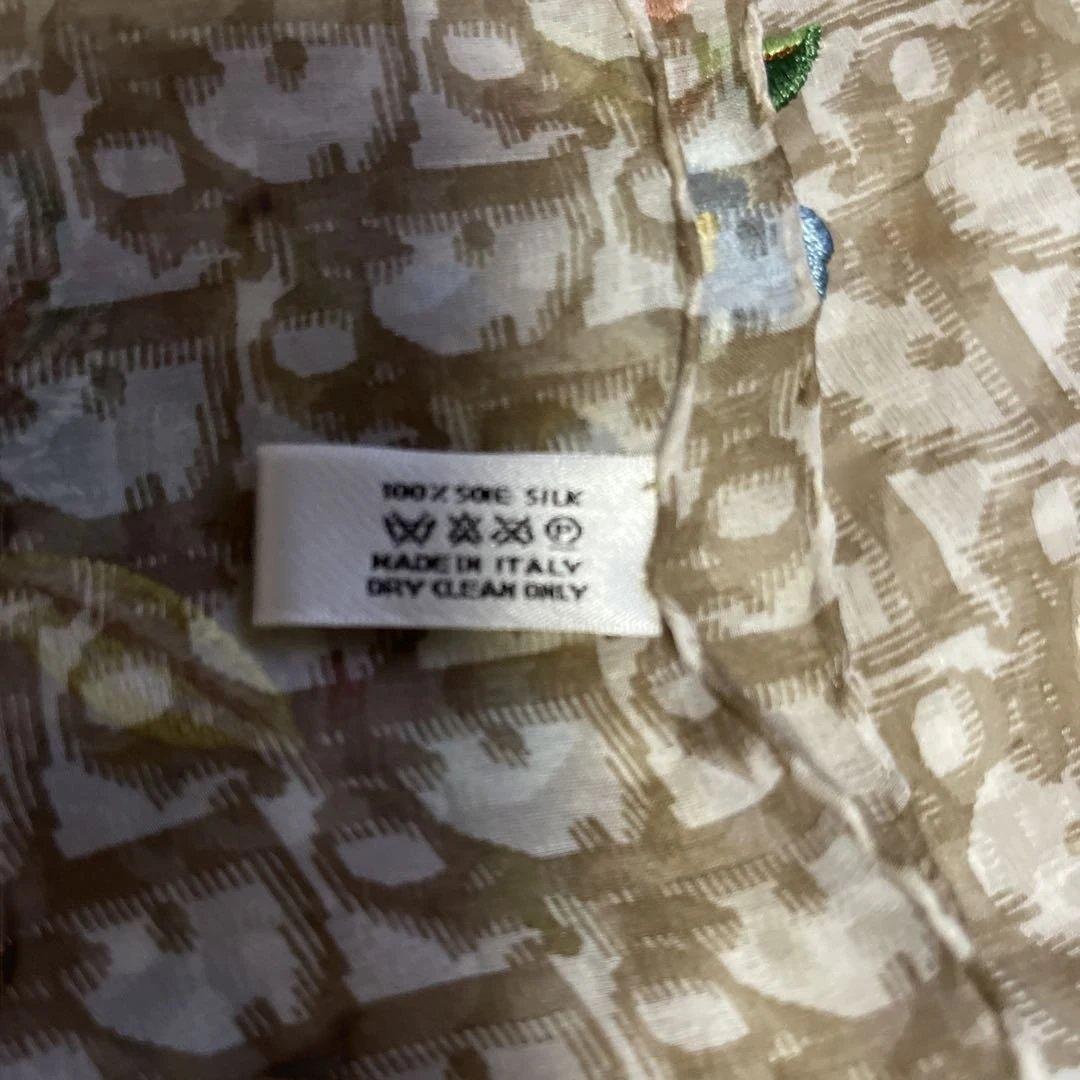 100% SOIE SILK
P
MADE IN ITALY
DRY CLEAN ONLY